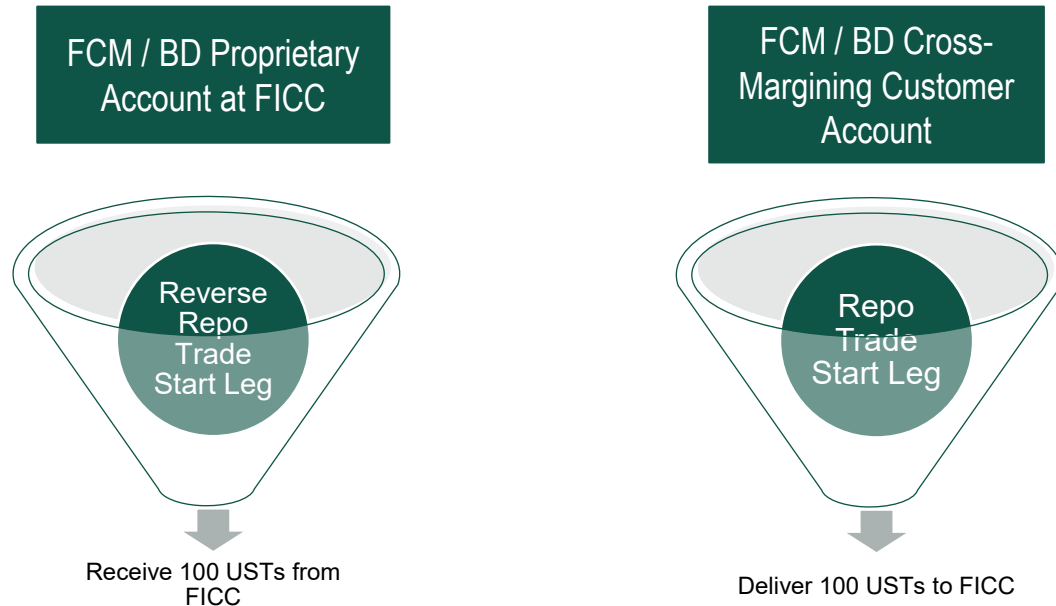 FCM / BD Proprietary
Account at FICC
Reverse
Repo
Trade
Start Leg
Receive 100 USTs from
FICC
FCM / BD Cross-
Margining Customer
Account
Repo
Trade
Start Leg
Deliver 100 USTs to FICC